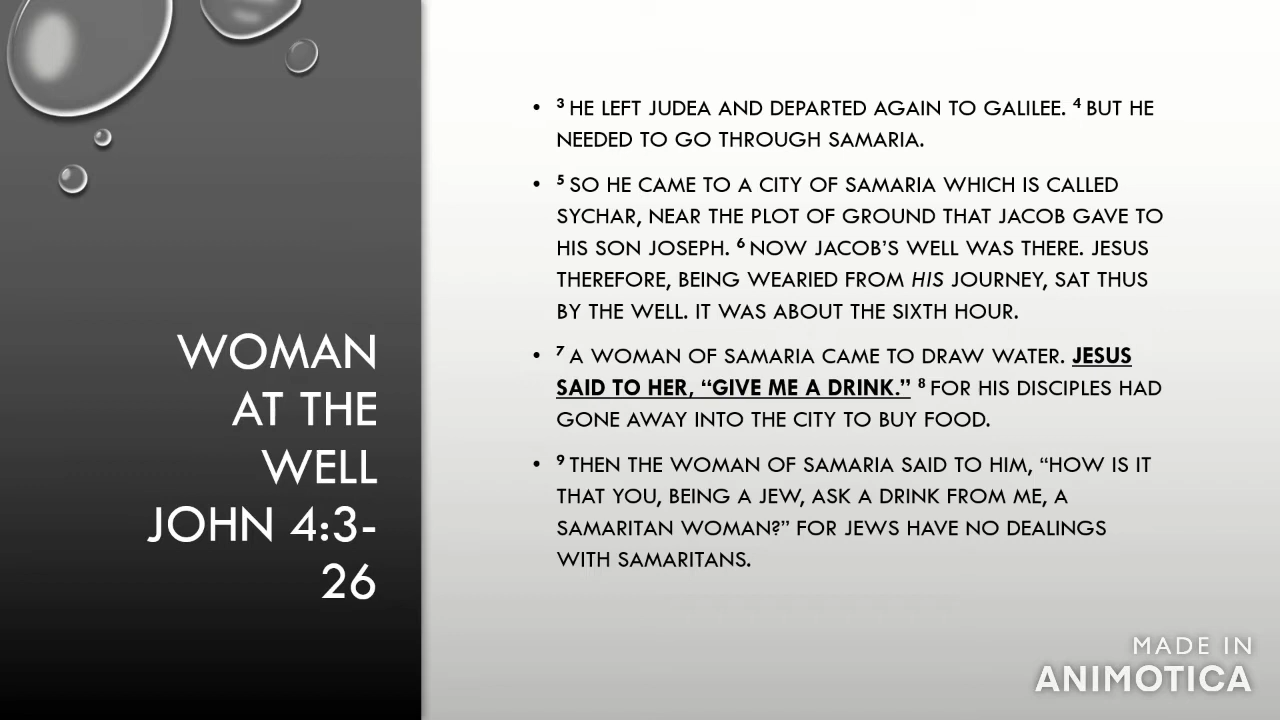 WOMAN
AT THE
WELL
JOHN 4:3-
26
• ³ HE LEFT JUDEA AND DEPARTED AGAIN TO GALILEE. ⁴ BUT HE
NEEDED TO GO THROUGH SAMARIA.
• ⁵ SO HE CAME TO A CITY OF SAMARIA WHICH IS CALLED
SYCHAR, NEAR THE PLOT OF GROUND THAT JACOB GAVE TO
HIS SON JOSEPH. ⁶ NOW JACOB’S WELL WAS THERE. JESUS
THEREFORE, BEING WEARIED FROM HIS JOURNEY, SAT THUS
BY THE WELL. IT WAS ABOUT THE SIXTH HOUR.
• ⁷ A WOMAN OF SAMARIA CAME TO DRAW WATER. JESUS
SAID TO HER, “GIVE ME A DRINK.” ⁸ FOR HIS DISCIPLES HAD
GONE AWAY INTO THE CITY TO BUY FOOD.
• ⁹ THEN THE WOMAN OF SAMARIA SAID TO HIM, “HOW IS IT
THAT YOU, BEING A JEW, ASK A DRINK FROM ME, A
SAMARITAN WOMAN?” FOR JEWS HAVE NO DEALINGS
WITH SAMARITANS.
MADE IN
ANIMOTICA